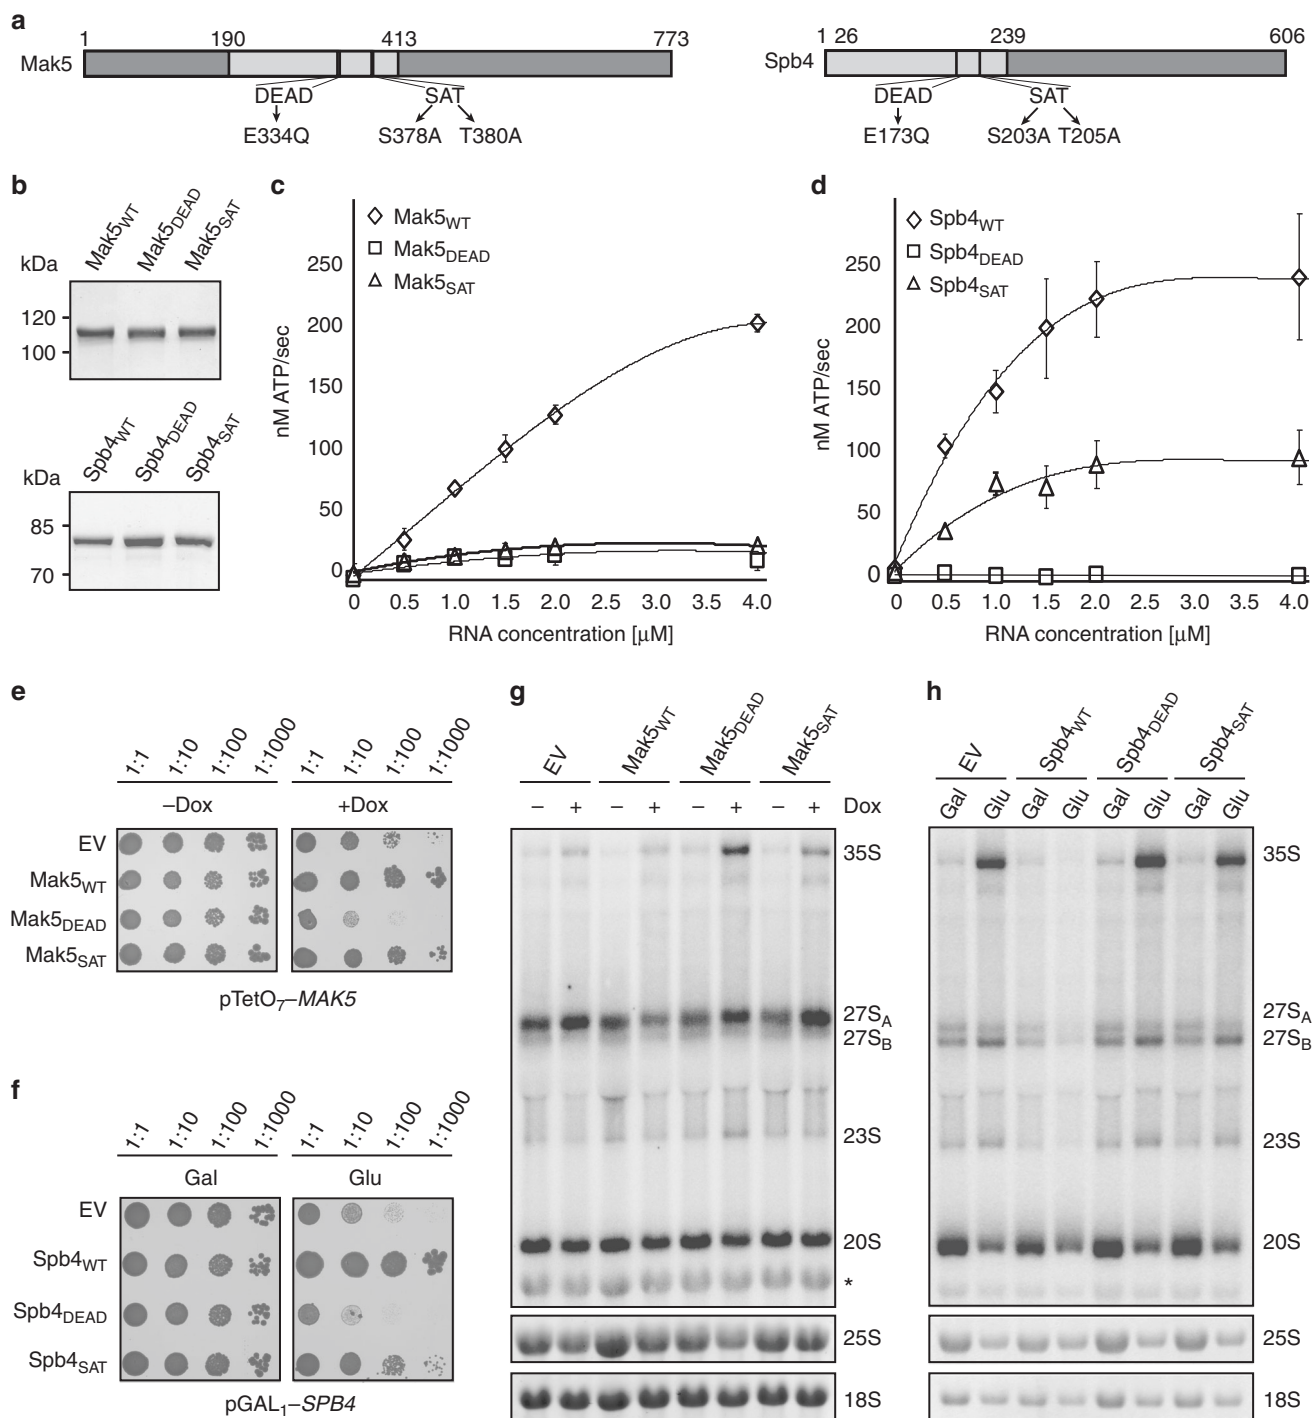 a
1 190 413 773
Mak5
DEAD SAT
E334Q S378A T380A
1 26 239 606
Spb4
DEAD SAT
E173Q S203A T205A
b
Mak5WT Mak5DEAD Mak5SAT
kDa
120
100
Spb4WT Spb4DEAD Spb4SAT
kDa
85
70
c
Mak5WT
Mak5DEAD
Mak5SAT
nM ATP/sec
250
200
150
100
50
0
0 0.5 1.0 1.5 2.0 2.5 3.0 3.5 4.0
RNA concentration [µM]
d
Spb4WT
Spb4DEAD
Spb4SAT
nM ATP/sec
250
200
150
100
50
0
0 0.5 1.0 1.5 2.0 2.5 3.0 3.5 4.0
RNA concentration [µM]
e
1:1 1:10 1:100 1:1000 1:1 1:10 1:100 1:1000
–Dox +Dox
EV
Mak5WT
Mak5DEAD
Mak5SAT
pTetO7–MAK5
f
1:1 1:10 1:100 1:1000 1:1 1:10 1:100 1:1000
Gal Glu
EV
Spb4WT
Spb4DEAD
Spb4SAT
pGAL1–SPB4
g
EV Mak5WT Mak5DEAD Mak5SAT
– + – + – + – + Dox
35S
27SA
27SB
23S
20S
*
25S
18S
h
EV Spb4WT Spb4DEAD Spb4SAT
Gal Glu Gal Glu Gal Glu Gal Glu
35S
27SA
27SB
23S
20S
25S
18S